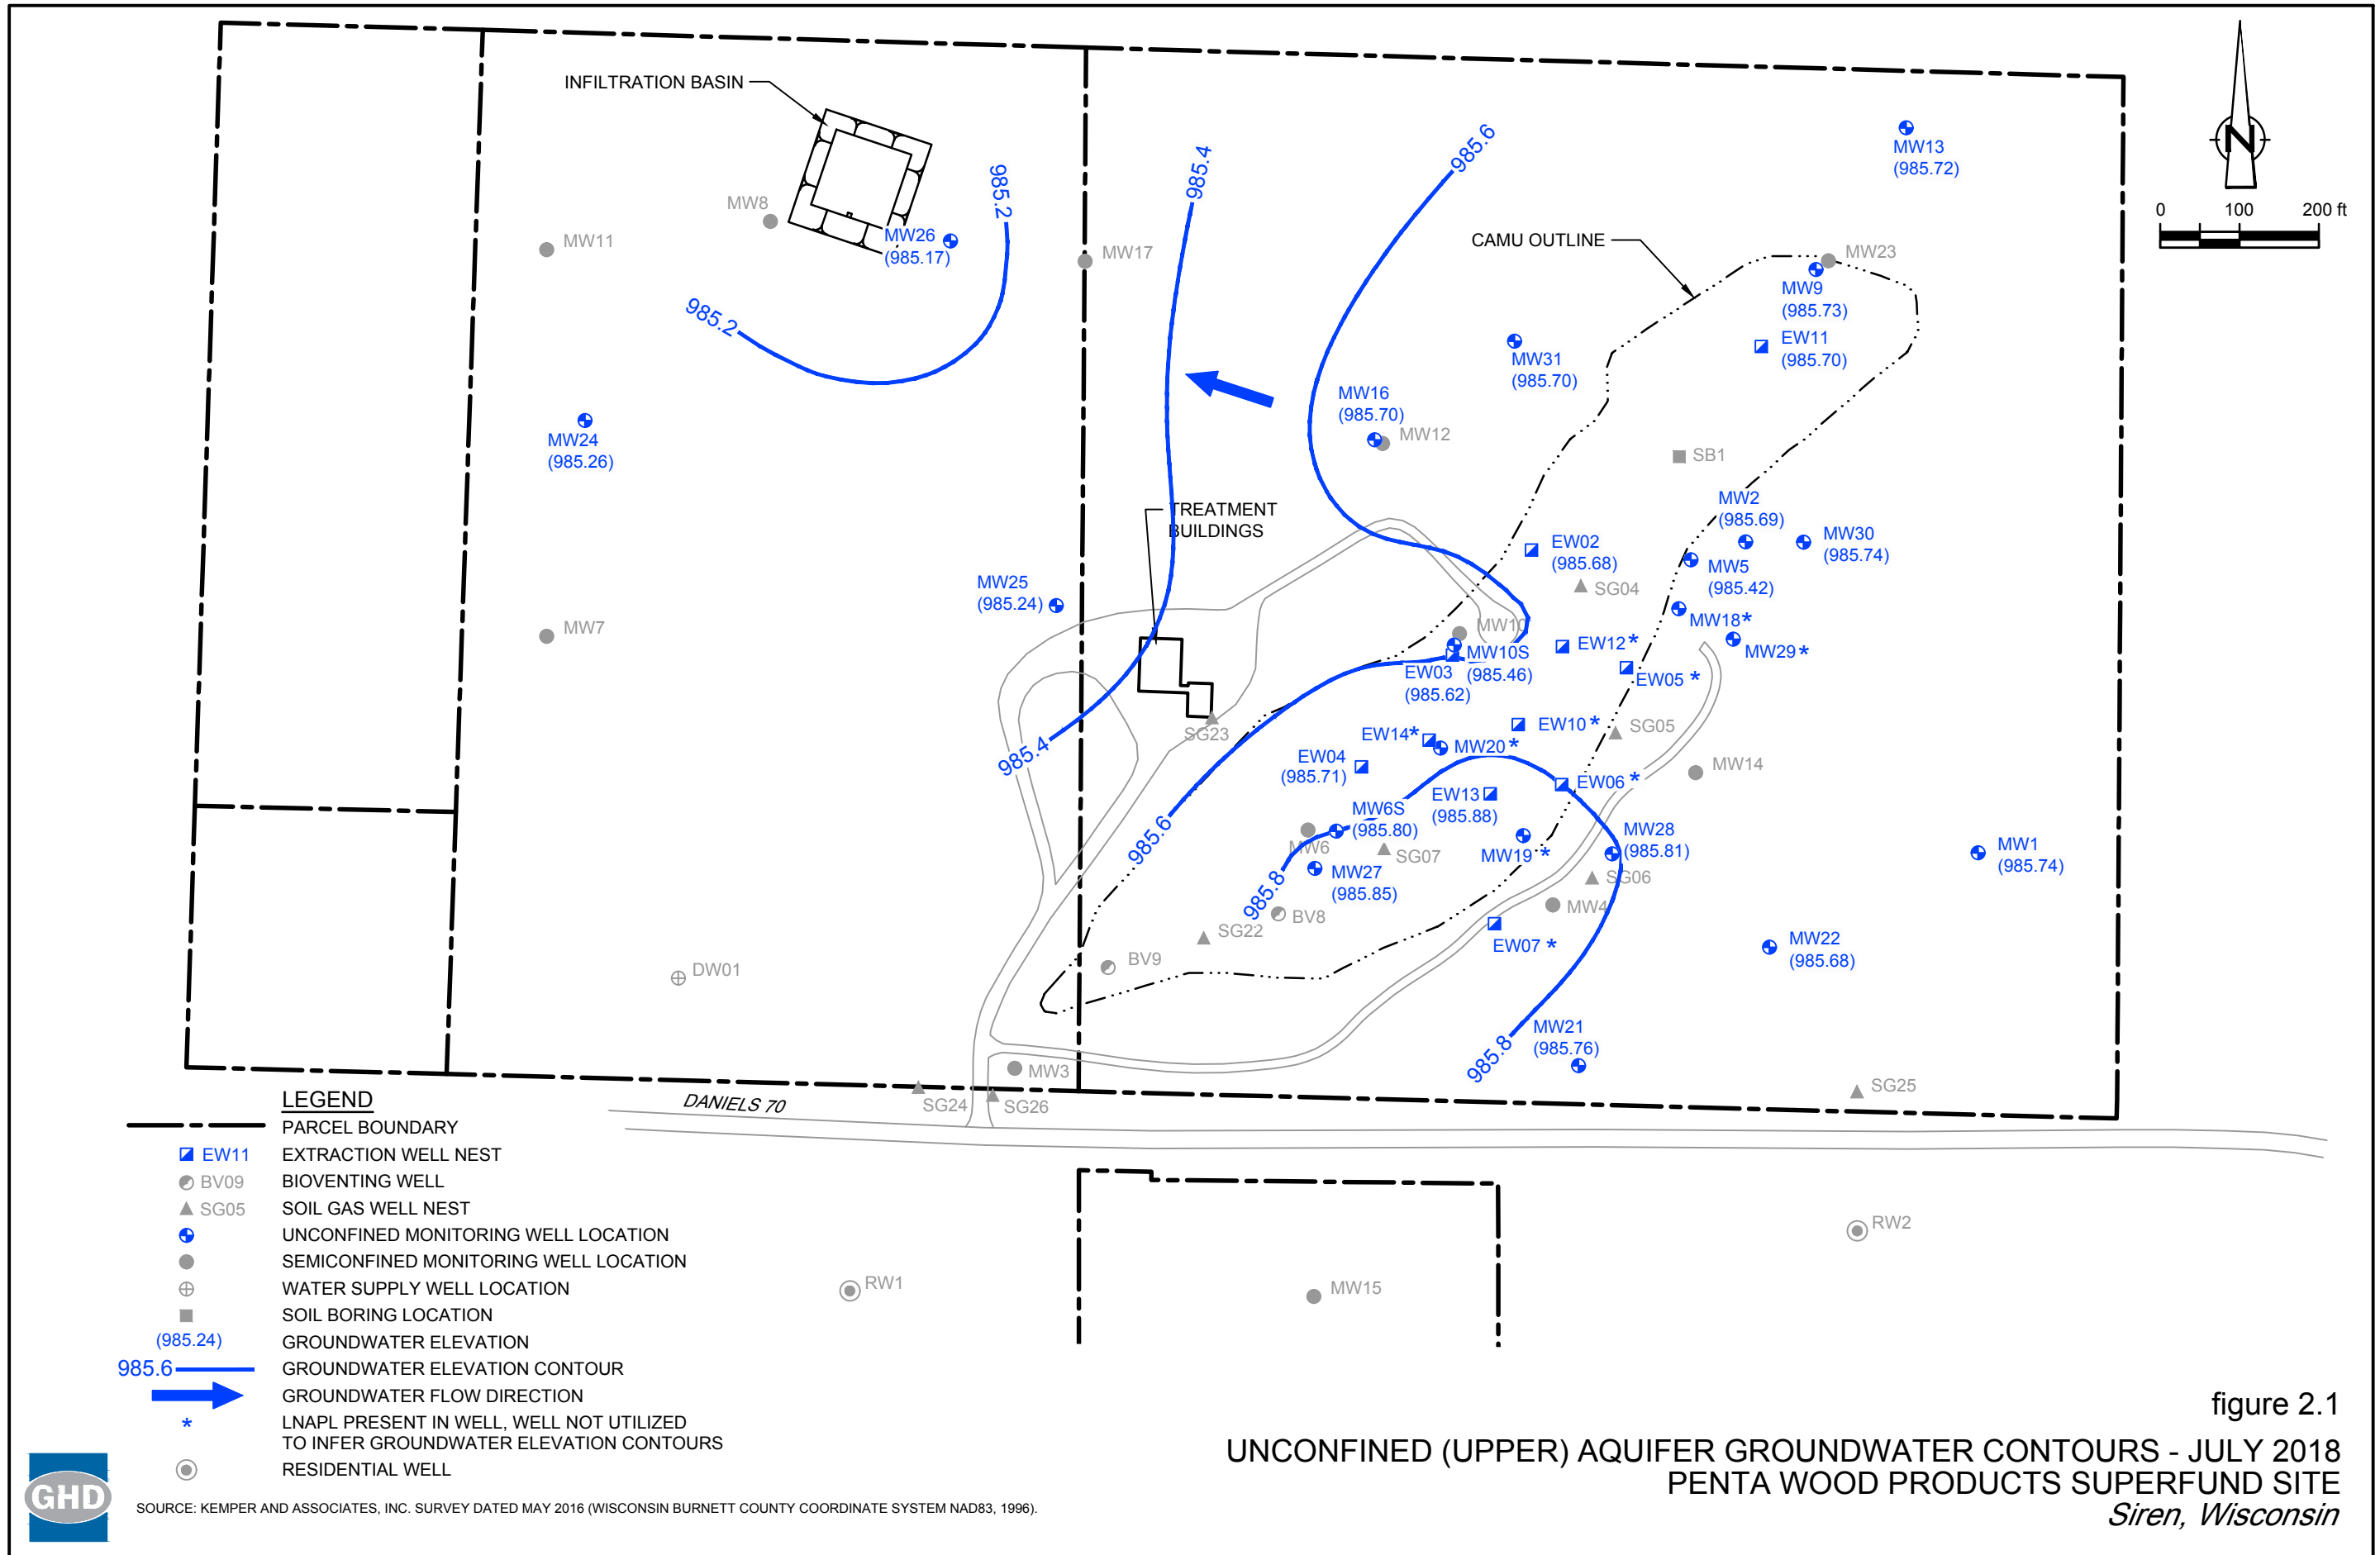 INFILTRATION BASIN
985.6
985.4
985.2
MW13
(985.72)
N
0 100 200 ft
MW8
MW11
MW26
(985.17)
MW17
CAMU OUTLINE
MW23
MW9
(985.73)
985.2
EW11
(985.70)
MW31
(985.70)
MW16
(985.70)
MW12
MW24
(985.26)
SB1
TREATMENT
BUILDINGS
MW2
(985.69)
MW30
(985.74)
EW02
(985.68)
MW5
(985.42)
SG04
MW25
(985.24)
MW18*
MW7
MW10
EW12*
MW29*
MW10S
(985.46)
EW03
(985.62)
EW05 *
SG23
EW14*
MW20*
EW10*
SG05
985.4
EW04
(985.71)
MW14
EW06 *
EW13
(985.88)
MW6S
(985.80)
985.6
MW6
SG07
MW19 *
MW28
(985.81)
MW1
(985.74)
MW27
(985.85)
SG06
985.8
BV8
MW4
SG22
EW07 *
MW22
(985.68)
BV9
DW01
MW21
(985.76)
985.8
MW3
SG24
SG26
SG25
DANIELS 70
LEGEND
PARCEL BOUNDARY
EW11 EXTRACTION WELL NEST
BV09 BIOVENTING WELL
SG05 SOIL GAS WELL NEST
UNCONFINED MONITORING WELL LOCATION
SEMICONFINED MONITORING WELL LOCATION
WATER SUPPLY WELL LOCATION
SOIL BORING LOCATION
(985.24) GROUNDWATER ELEVATION
985.6 GROUNDWATER ELEVATION CONTOUR
GROUNDWATER FLOW DIRECTION
* LNAPL PRESENT IN WELL, WELL NOT UTILIZED
TO INFER GROUNDWATER ELEVATION CONTOURS
RESIDENTIAL WELL
RW1
MW15
RW2
GHD
SOURCE: KEMPER AND ASSOCIATES, INC. SURVEY DATED MAY 2016 (WISCONSIN BURNETT COUNTY COORDINATE SYSTEM NAD83, 1996).
figure 2.1
UNCONFINED (UPPER) AQUIFER GROUNDWATER CONTOURS - JULY 2018
PENTA WOOD PRODUCTS SUPERFUND SITE
Siren, Wisconsin